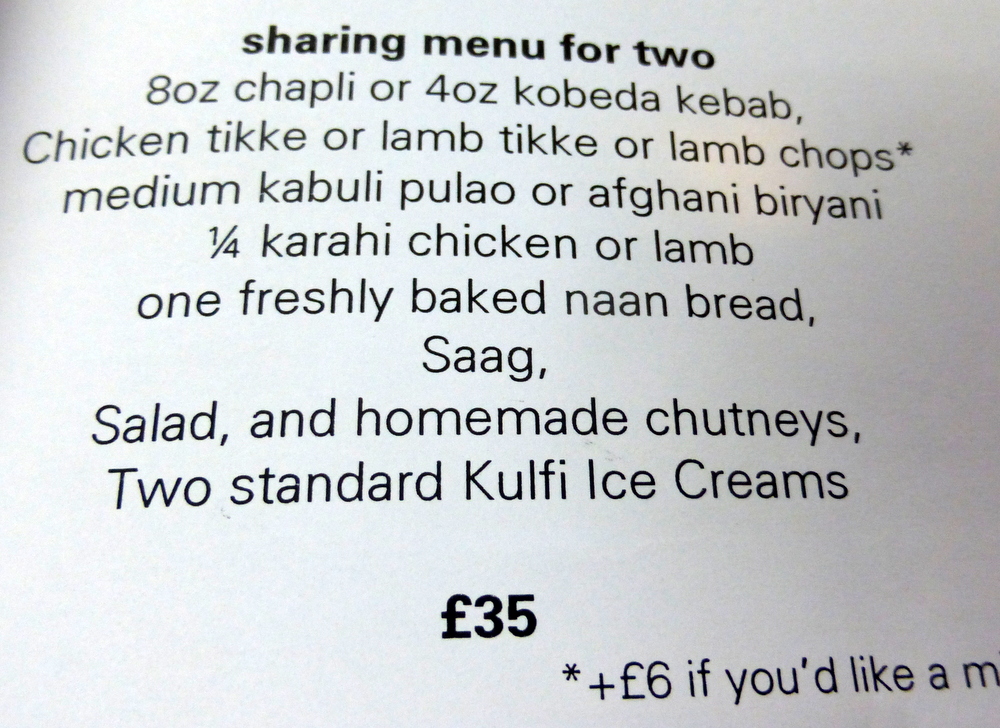 sharing menu for two
8oz chapli or 4oz kobeda kebab,
Chicken tikke or lamb tikke or lamb chops*
medium kabuli pulao or afghani biryani
¼ karahi chicken or lamb
one freshly baked naan bread,
Saag,
Salad, and homemade chutneys,
Two standard Kulfi Ice Creams
£35
*+£6 if you'd like a